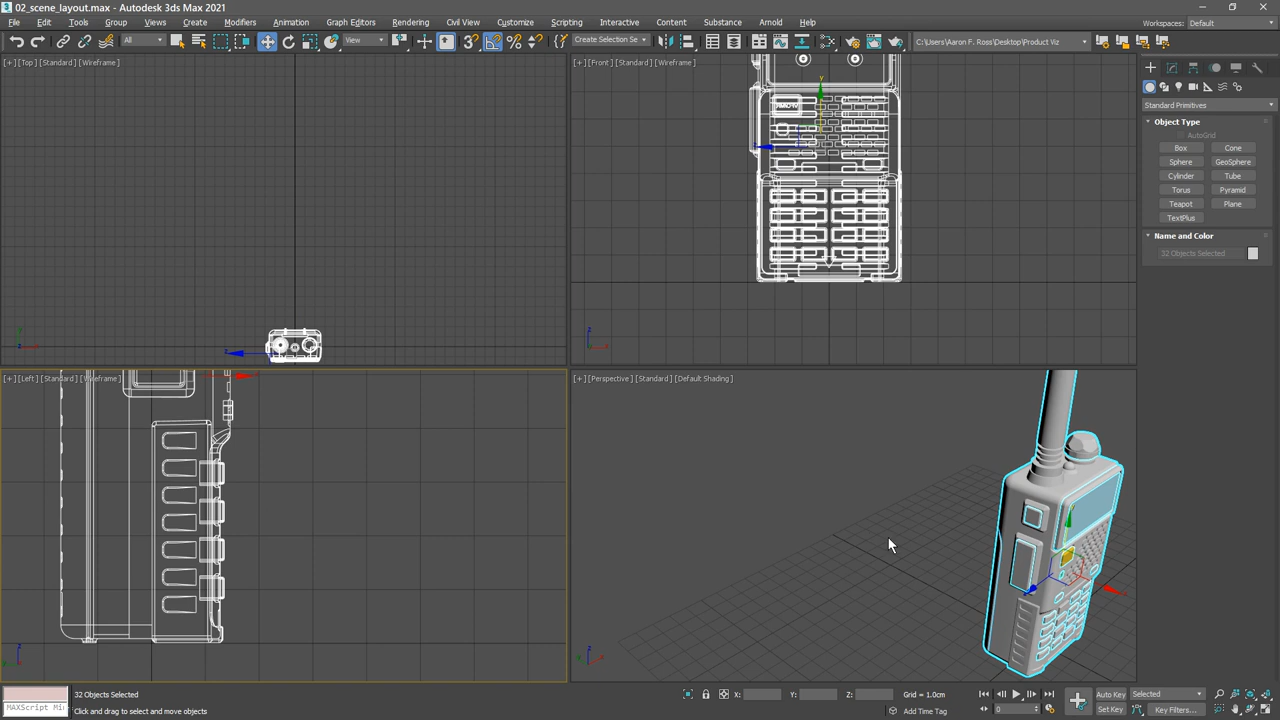 02_scene_layout.max - Autodesk 3ds Max 2021
File Edit Tools Group Views Create Modifiers Animation Graph Editors Rendering Civil View Customize Scripting Interactive Content Substance Arnold Help
Workspaces: Default
All View Create Selection Se C:\Users\Aaron F. Ross\Desktop\Product Viz
[+] [Top] [Standard] [Wireframe]
[+] [Front] [Standard] [Wireframe]
Standard Primitives
Object Type
AutoGrid
Box Cone
Sphere GeoSphere
Cylinder Tube
Torus Pyramid
Teapot Plane
TextPlus
Name and Color
32 Objects Selected
[+] [Left] [Standard] [Wireframe]
[+] [Perspective] [Standard] [Default Shading]
MAXScript Mi
32 Objects Selected
Click and drag to select and move objects
X: Y: Z: Grid = 1.0cm
Add Time Tag
0
Auto Key Selected
Set Key Key Filters...